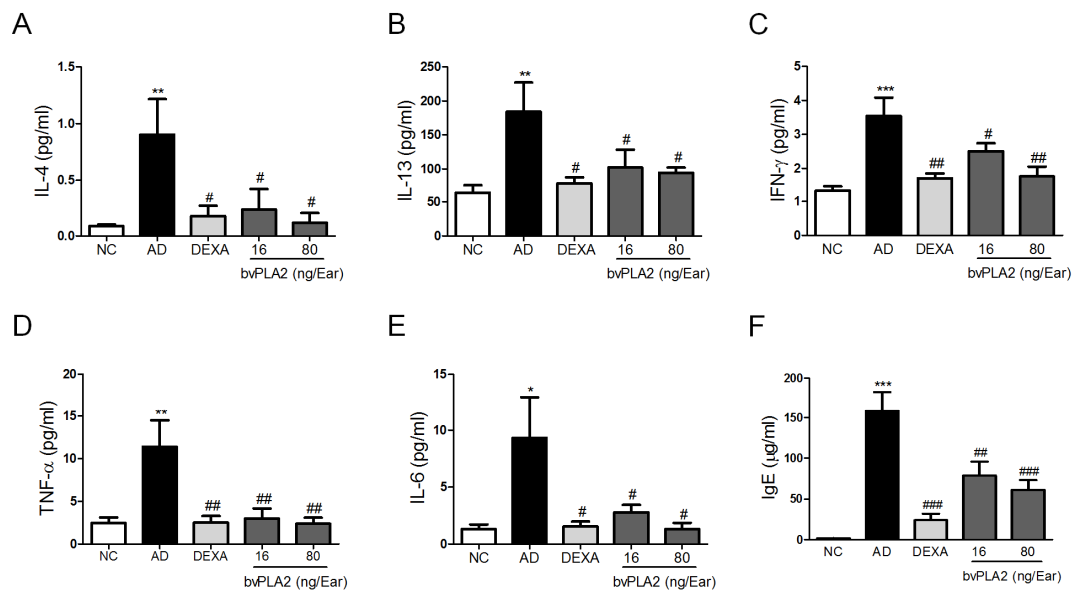 A
IL-4 (pg/ml)
1.5
1.0
0.5
0.0
**
#
#
#
NC AD DEXA 16 80
bvPLA2 (ng/Ear)
B
IL-13 (pg/ml)
250
200
150
100
50
0
**
#
#
#
NC AD DEXA 16 80
bvPLA2 (ng/Ear)
C
IFN-γ (pg/ml)
5
4
3
2
1
0
***
##
#
##
NC AD DEXA 16 80
bvPLA2 (ng/Ear)
D
TNF-α (pg/ml)
20
15
10
5
0
**
##
##
##
NC AD DEXA 16 80
bvPLA2 (ng/Ear)
E
IL-6 (pg/ml)
15
10
5
0
*
#
#
#
NC AD DEXA 16 80
bvPLA2 (ng/Ear)
F
IgE (μg/ml)
200
150
100
50
0
***
###
##
###
NC AD DEXA 16 80
bvPLA2 (ng/Ear)